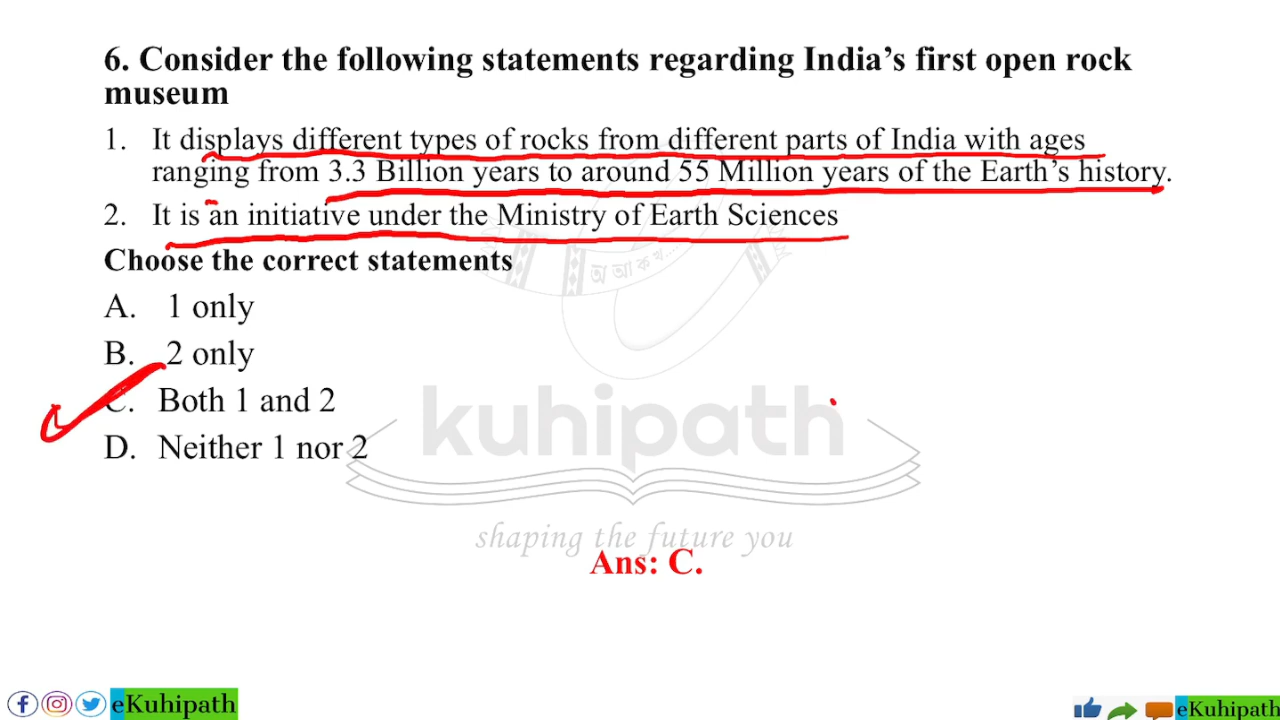 6. Consider the following statements regarding India’s first open rock
museum
1. It displays different types of rocks from different parts of India with ages
ranging from 3.3 Billion years to around 55 Million years of the Earth’s history.
2. It is an initiative under the Ministry of Earth Sciences
অ আ ক খ...
Choose the correct statements
A. 1 only
B. 2 only
C. Both 1 and 2
kuhipath
D. Neither 1 nor 2
shaping the future you
Ans: C.
eKuhipath
eKuhipath